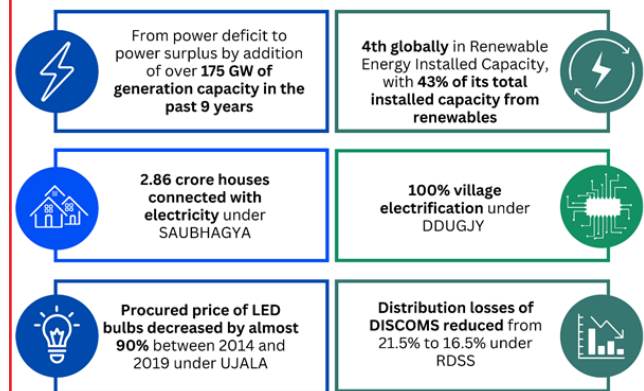 From power deficit to
power surplus by addition
of over 175 GW of
generation capacity in the
past 9 years
4th globally in Renewable
Energy Installed Capacity,
with 43% of its total
installed capacity from
renewables
2.86 crore houses
connected with
electricity under
SAUBHAGYA
100% village
electrification under
DDUGJY
Procured price of LED
bulbs decreased by almost
90% between 2014 and
2019 under UJALA
Distribution losses of
DISCOMS reduced from
21.5% to 16.5% under
RDSS